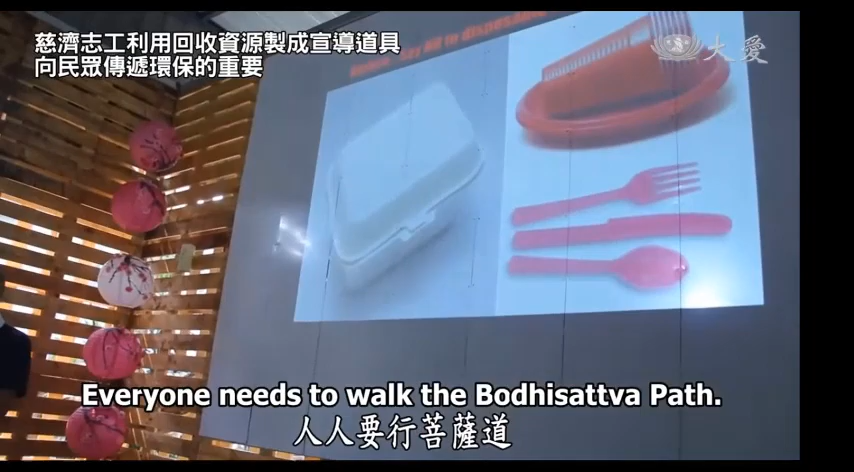 慈濟志工利用回收資源製成宣導道具
向民眾傳遞環保的重要
大愛
Everyone needs to walk the Bodhisattva Path.
人人要行菩薩道